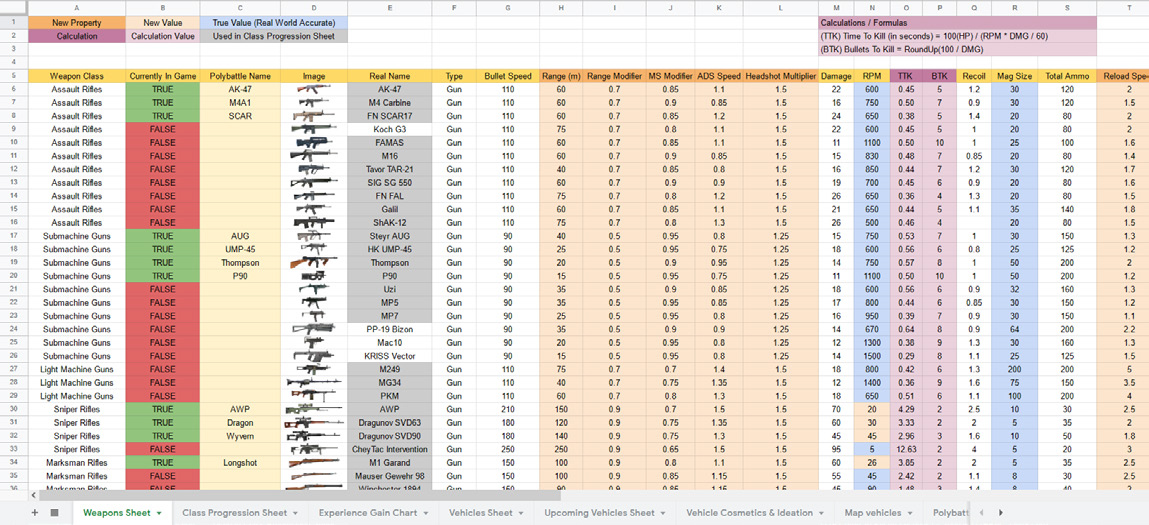 A B C D E F G H I J K L M N O P Q R S T
1 New Property New Value True Value (Real World Accurate) Calculations / Formulas
2 Calculation Calculation Value Used in Class Progression Sheet (TTK) Time To Kill (in seconds) = 100(HP) / (RPM * DMG / 60)
3 (BTK) Bullets To Kill = RoundUp(100 / DMG)
4
5 Weapon Class Currently In Game Polybattle Name Image Real Name Type Bullet Speed Range (m) Range Modifier MS Modifier ADS Speed Headshot Multiplier Damage RPM TTK BTK Recoil Mag Size Total Ammo Reload Spe
6 Assault Rifles TRUE AK-47 AK-47 Gun 110 60 0.7 0.85 1.1 1.5 22 600 0.45 5 1.2 30 120 2
7 Assault Rifles TRUE M4A1 M4 Carbine Gun 110 60 0.7 0.9 0.85 1.5 16 750 0.50 7 0.9 30 120 1.5
8 Assault Rifles TRUE SCAR FN SCAR17 Gun 110 60 0.7 0.85 1.2 1.5 24 650 0.38 5 1.4 20 80 2
9 Assault Rifles FALSE Koch G3 Gun 110 75 0.7 0.8 1.1 1.5 22 600 0.45 5 1 20 80 2
10 Assault Rifles FALSE FAMAS Gun 110 60 0.7 0.85 1.1 1.5 11 1100 0.50 10 1 25 100 1.6
11 Assault Rifles FALSE M16 Gun 110 60 0.7 0.9 0.85 1.5 15 830 0.48 7 0.85 20 80 1.4
12 Assault Rifles FALSE Tavor TAR-21 Gun 110 40 0.7 0.85 0.8 1.5 16 850 0.44 7 1.2 30 120 1.7
13 Assault Rifles FALSE SIG SG 550 Gun 110 60 0.7 0.9 0.9 1.5 19 700 0.45 6 0.9 20 80 1.6
14 Assault Rifles FALSE FN FAL Gun 110 75 0.7 0.8 1.2 1.5 26 650 0.36 4 1.3 20 80 1.5
15 Assault Rifles FALSE Galil Gun 110 60 0.7 0.85 1.1 1.5 21 650 0.44 5 1.1 35 140 1.8
16 Assault Rifles FALSE ShAK-12 Gun 110 75 0.7 0.8 1.3 1.5 26 500 0.46 4 20 80 1.5
17 Submachine Guns TRUE AUG Steyr AUG Gun 90 40 0.5 0.95 0.8 1.5 15 750 0.53 7 1 30 150 1.3
18 Submachine Guns TRUE UMP-45 HK UMP-45 Gun 90 40 0.5 0.95 0.75 1.5 18 600 0.56 6 0.8 25 125 1.2
19 Submachine Guns TRUE Thompson Thompson Gun 90 20 0.5 0.9 0.95 1.5 14 750 0.57 8 1 50 200 2
20 Submachine Guns TRUE P90 P90 Gun 90 15 0.5 0.95 0.75 1.5 11 1100 0.50 10 1 50 200 1.2
21 Submachine Guns FALSE Uzi Gun 90 35 0.5 0.9 0.85 1.5 18 600 0.56 6 0.9 32 160 1.3
22 Submachine Guns FALSE MP5 Gun 90 35 0.5 0.95 0.85 1.5 17 800 0.44 6 0.85 30 150 1.2
23 Submachine Guns FALSE MP7 Gun 90 25 0.5 0.95 0.8 1.5 16 950 0.39 7 0.9 30 150 1.1
24 Submachine Guns FALSE PP-19 Bizon Gun 90 35 0.5 0.9 0.9 1.5 14 670 0.64 8 0.9 64 200 2.2
25 Submachine Guns FALSE Mac10 Gun 90 20 0.5 0.95 0.8 1.5 12 1300 0.38 9 1.3 30 160 1.3
26 Submachine Guns FALSE KRISS Vector Gun 90 15 0.5 0.95 0.8 1.5 14 1500 0.29 8 1.1 25 125 1.5
27 Light Machine Guns FALSE M249 Gun 110 75 0.7 0.7 1.4 1.5 18 800 0.42 6 1.3 200 200 5
28 Light Machine Guns FALSE MG34 Gun 110 40 0.7 0.75 1.35 1.5 12 1400 0.36 9 1.6 75 150 3.5
29 Light Machine Guns FALSE PKM Gun 110 60 0.7 0.8 1.3 1.5 18 650 0.51 6 1.1 100 200 4
30 Sniper Rifles TRUE AWP AWP Gun 210 150 0.9 0.7 1.5 1.5 70 20 4.29 2 2.5 10 30 2.5
31 Sniper Rifles TRUE Dragon Dragunov SVD63 Gun 180 120 0.9 0.75 1.35 1.5 60 30 3.33 2 2 5 35 2
32 Sniper Rifles TRUE Wyvern Dragunov SVD90 Gun 180 140 0.9 0.75 1.3 1.5 45 45 2.96 3 1.6 10 50 1.8
33 Sniper Rifles FALSE CheyTac Intervention Gun 250 250 0.9 0.65 1.5 1.5 95 5 12.63 2 4 5 20 3
34 Marksman Rifles TRUE Longshot M1 Garand Gun 150 100 0.9 0.8 1.1 1.5 60 26 3.85 2 2 5 35 2.5
35 Marksman Rifles FALSE Mauser Gewehr 98 Gun 150 100 0.9 0.85 1.15 1.5 55 45 2.42 2 1.1 8 30 2.5
36 Marksman Rifles FALSE Winchester 1894 Gun
Weapons Sheet Class Progression Sheet Experience Gain Chart Vehicles Sheet Upcoming Vehicles Sheet Vehicle Cosmetics & Ideation Map vehicles Polybatt